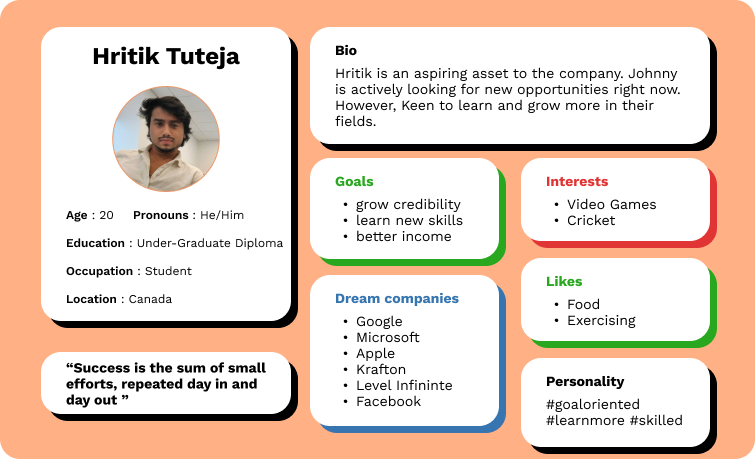 Hritik Tuteja
Age : 20 Pronouns : He/Him
Education : Under-Graduate Diploma
Occupation : Student
Location : Canada
“Success is the sum of small
efforts, repeated day in and
day out ”
Bio
Hritik is an aspiring asset to the company. Johnny
is actively looking for new opportunities right now.
However, Keen to learn and grow more in their
fields.
Goals
• grow credibility
• learn new skills
• better income
Dream companies
• Google
• Microsoft
• Apple
• Krafton
• Level Infininte
• Facebook
Interests
• Video Games
• Cricket
Likes
• Food
• Exercising
Personality
#goaloriented
#learnmore #skilled